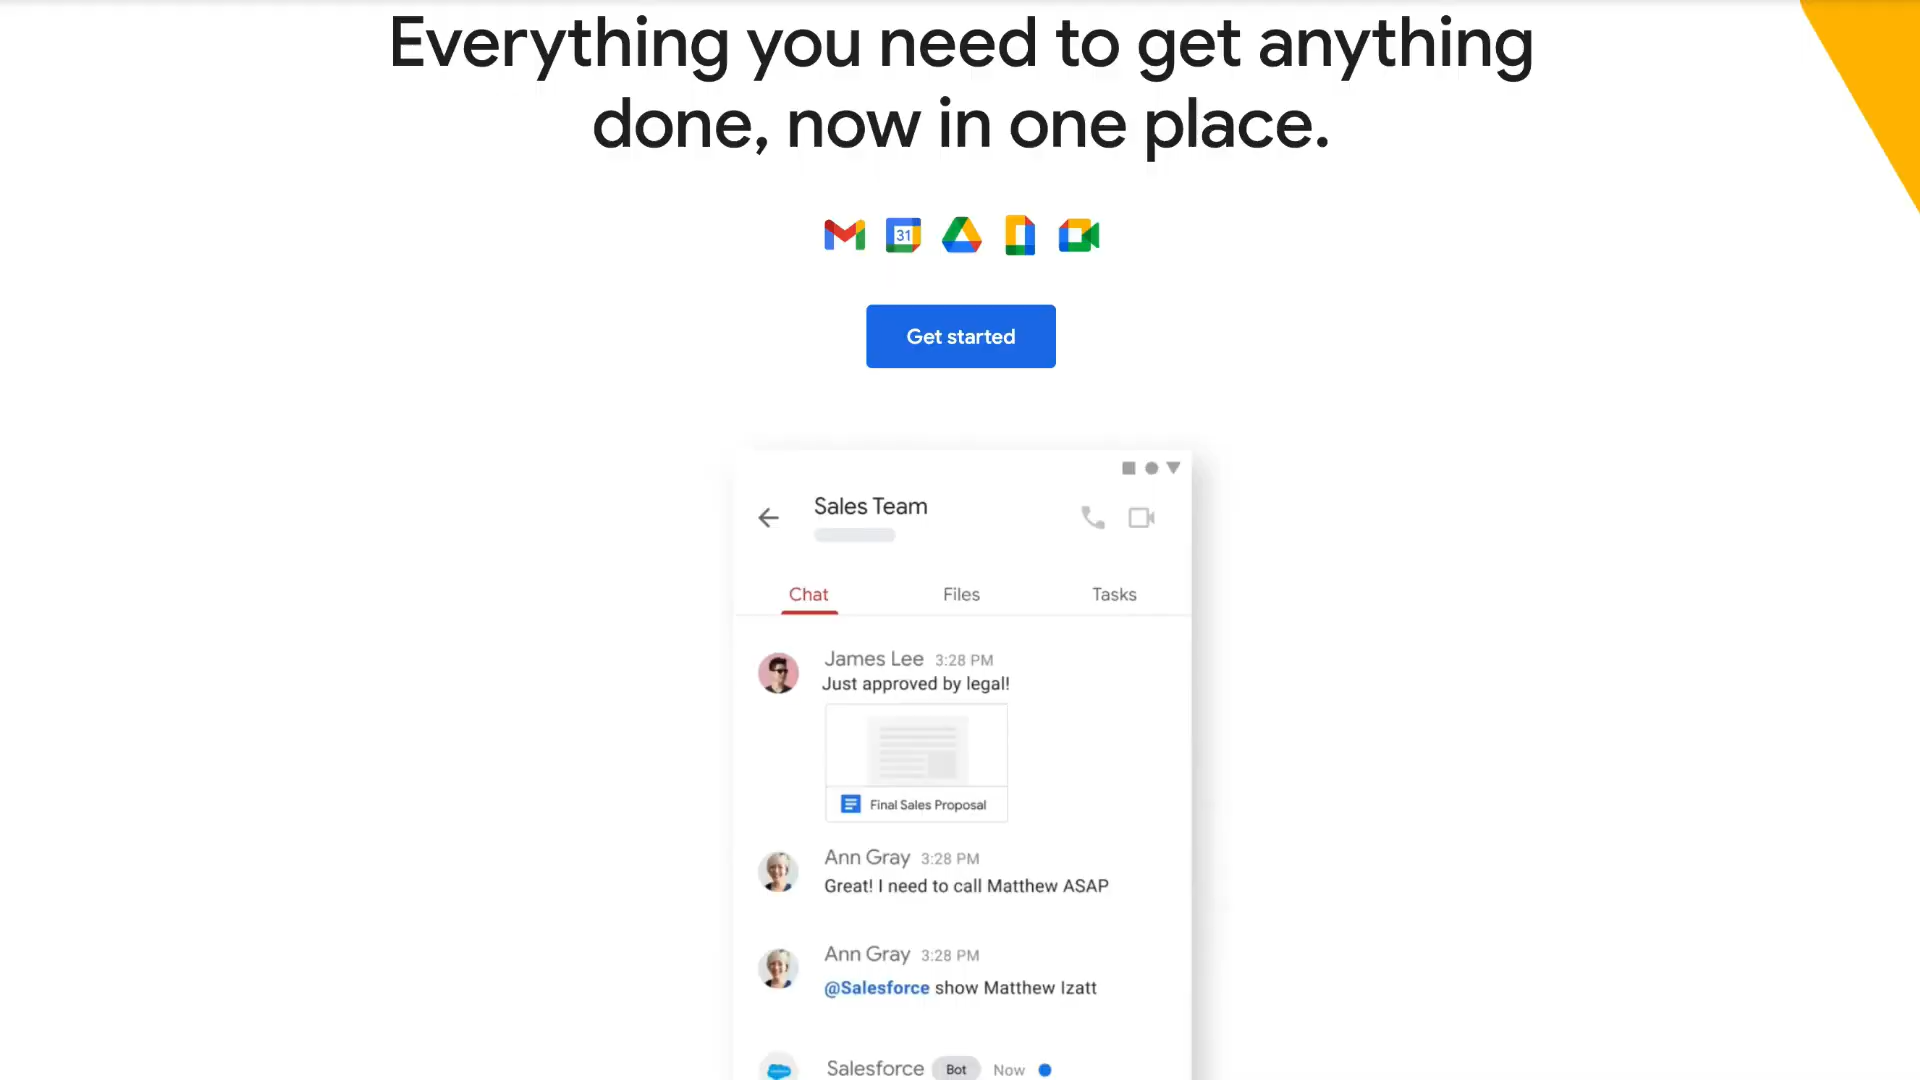 Everything you need to get anything
done, now in one place.
31
Get started
Sales Team
Chat Files Tasks
James Lee 3:28 PM
Just approved by legal!
Final Sales Proposal
Ann Gray 3:28 PM
Great! I need to call Matthew ASAP
Ann Gray 3:28 PM
@Salesforce show Matthew Izatt
Salesforce Bot Now